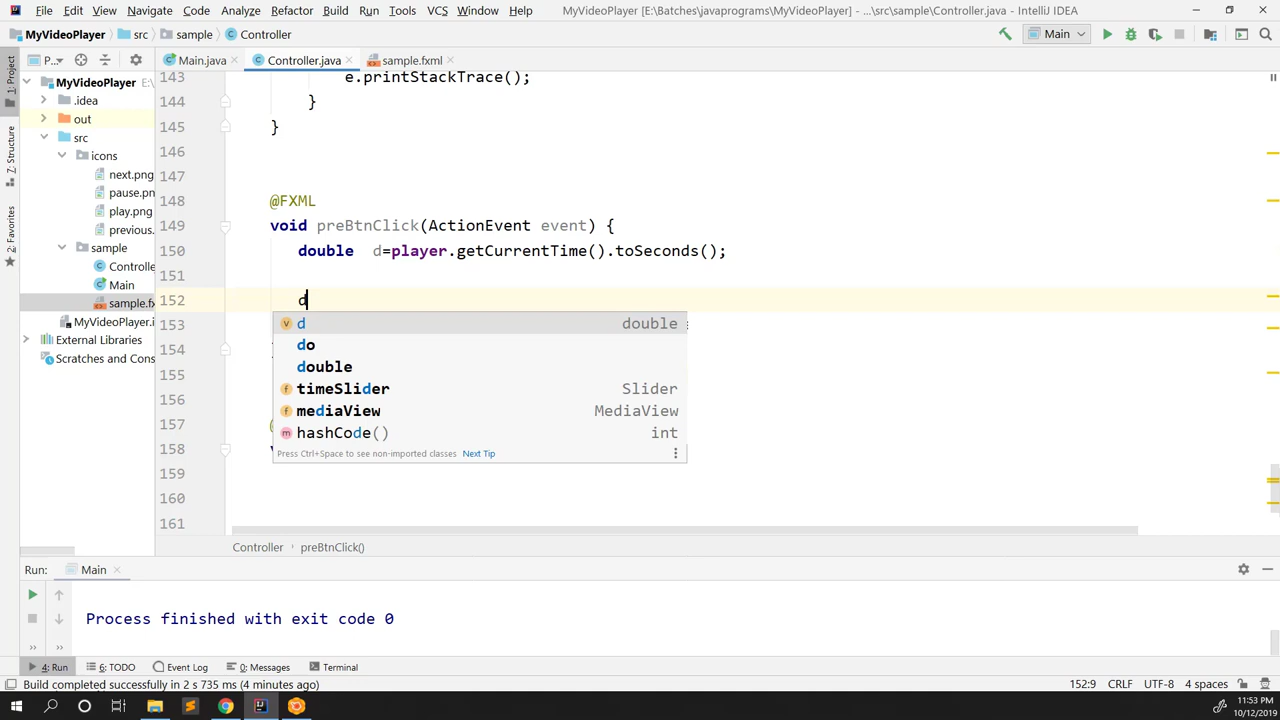 File Edit View Navigate Code Analyze Refactor Build Run Tools VCS Window Help MyVideoPlayer [E:\Batches\javaprograms\MyVideoPlayer] - ...\src\sample\Controller.java - IntelliJ IDEA
MyVideoPlayer src sample Controller Main
1: Project
Z: Structure
2: Favorites
P... Main.java Controller.java sample.fxml
MyVideoPlayer E:\
.idea
out
src
icons
next.png
pause.pn
play.png
previous.
sample
Controlle
Main
sample.fx
MyVideoPlayer.i
External Libraries
Scratches and Cons
143 e.printStackTrace();
144 }
145 }
146
147
148 @FXML
149 void preBtnClick(ActionEvent event) {
150 double d=player.getCurrentTime().toSeconds();
151
152 d
153
154
155
156
157
158
159
160
161
d double
do
double
timeSlider Slider
mediaView MediaView
hashCode() int
Press Ctrl+Space to see non-imported classes Next Tip
Controller preBtnClick()
Run: Main
Process finished with exit code 0
4: Run 6: TODO Event Log 0: Messages Terminal
Build completed successfully in 2 s 735 ms (4 minutes ago) 152:9 CRLF UTF-8 4 spaces
11:53 PM
10/12/2019